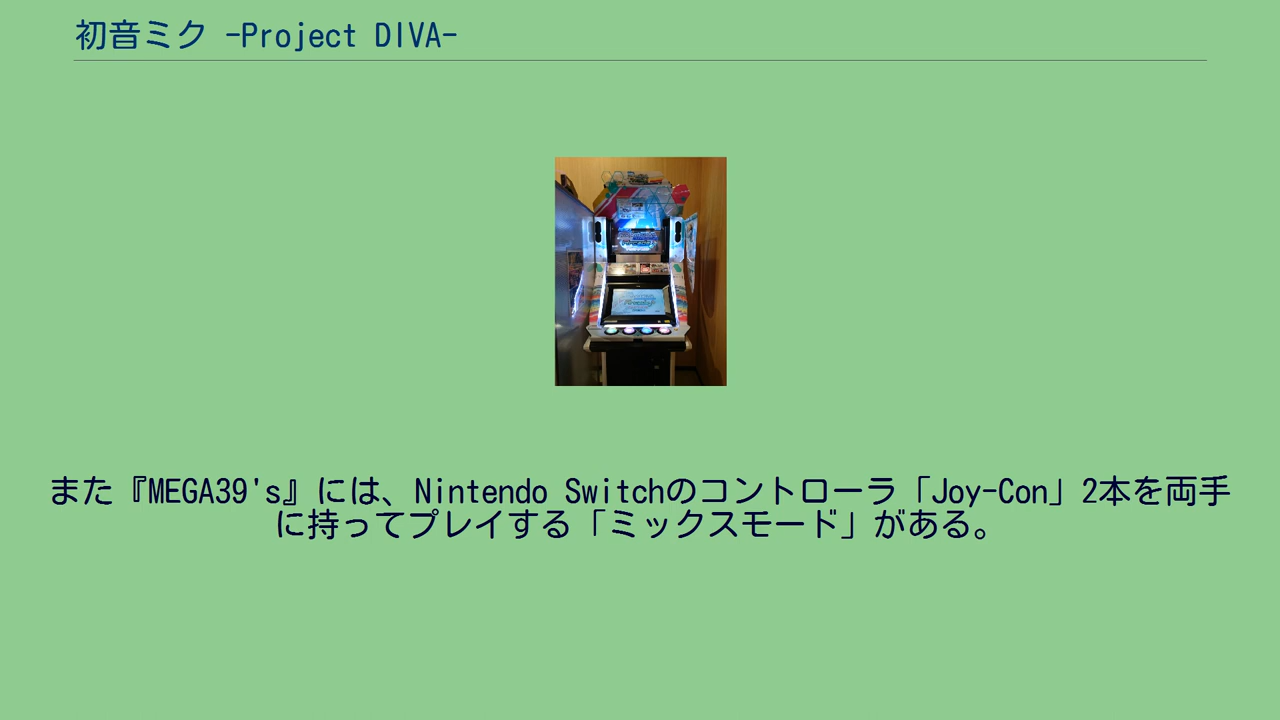 初音ミク -Project DIVA-
また『MEGA39's』には、Nintendo Switchのコントローラ「Joy-Con」2本を両手
に持ってプレイする「ミックスモード」がある。